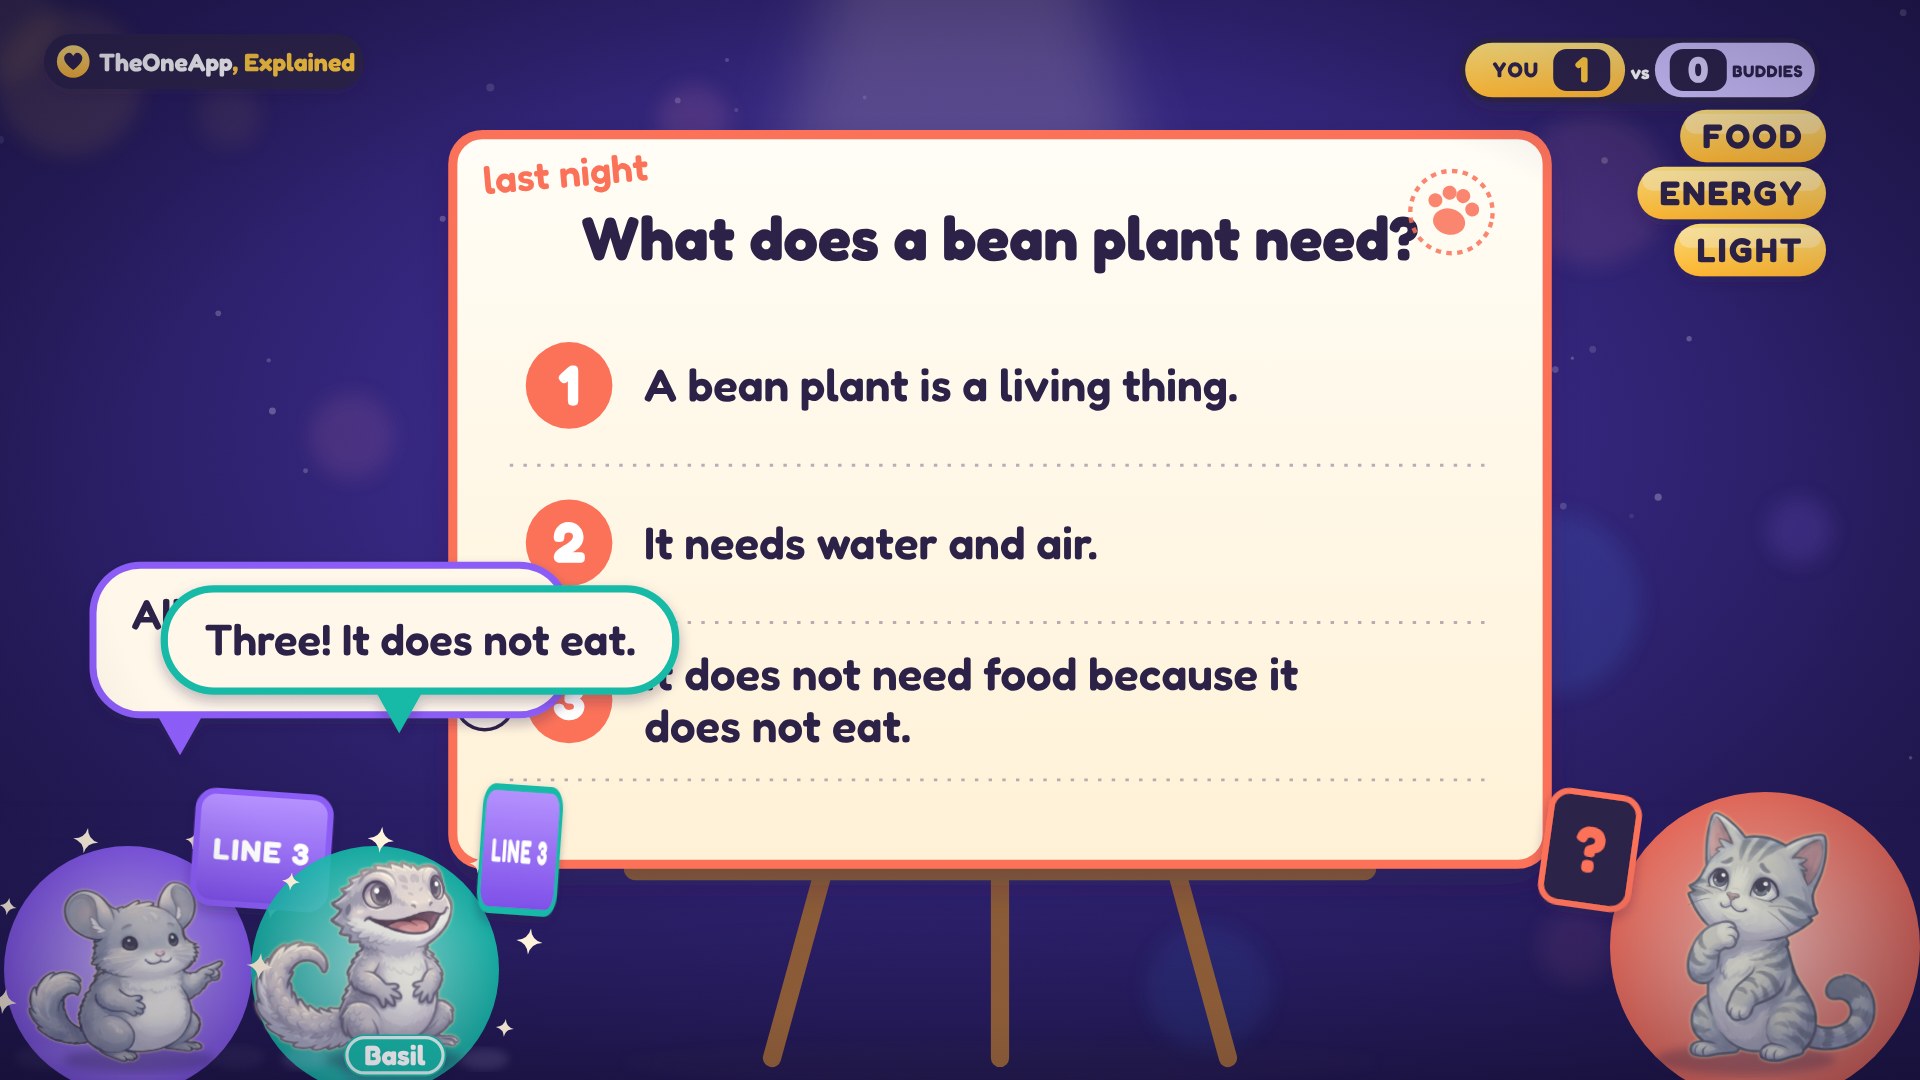 TheOneApp, Explained
YOU 1 vs 0 BUDDIES
FOOD
ENERGY
LIGHT
last night
What does a bean plant need?
1 A bean plant is a living thing.
2 It needs water and air.
Three! It does not eat.
3 does not need food because it
does not eat.
LINE 3
LINE 3
?
Basil